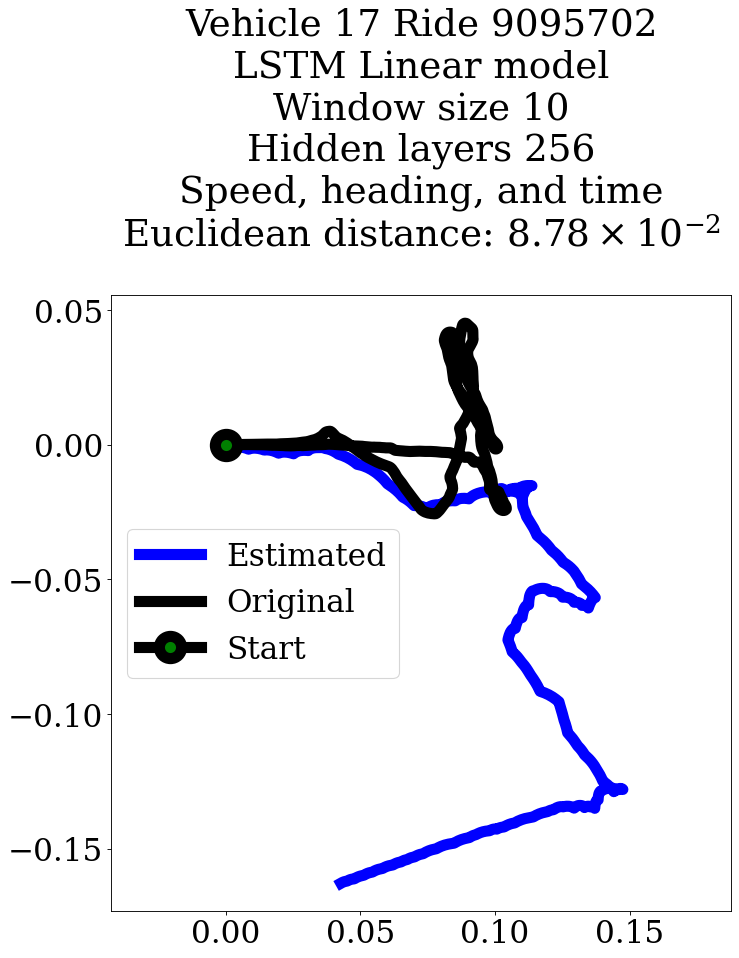 Vehicle 17 Ride 9095702
LSTM Linear model
Window size 10
Hidden layers 256
Speed, heading, and time
Euclidean distance: 8.78 × 10⁻²
0.05
0.00
−0.05
−0.10
−0.15
Estimated
Original
Start
0.00 0.05 0.10 0.15